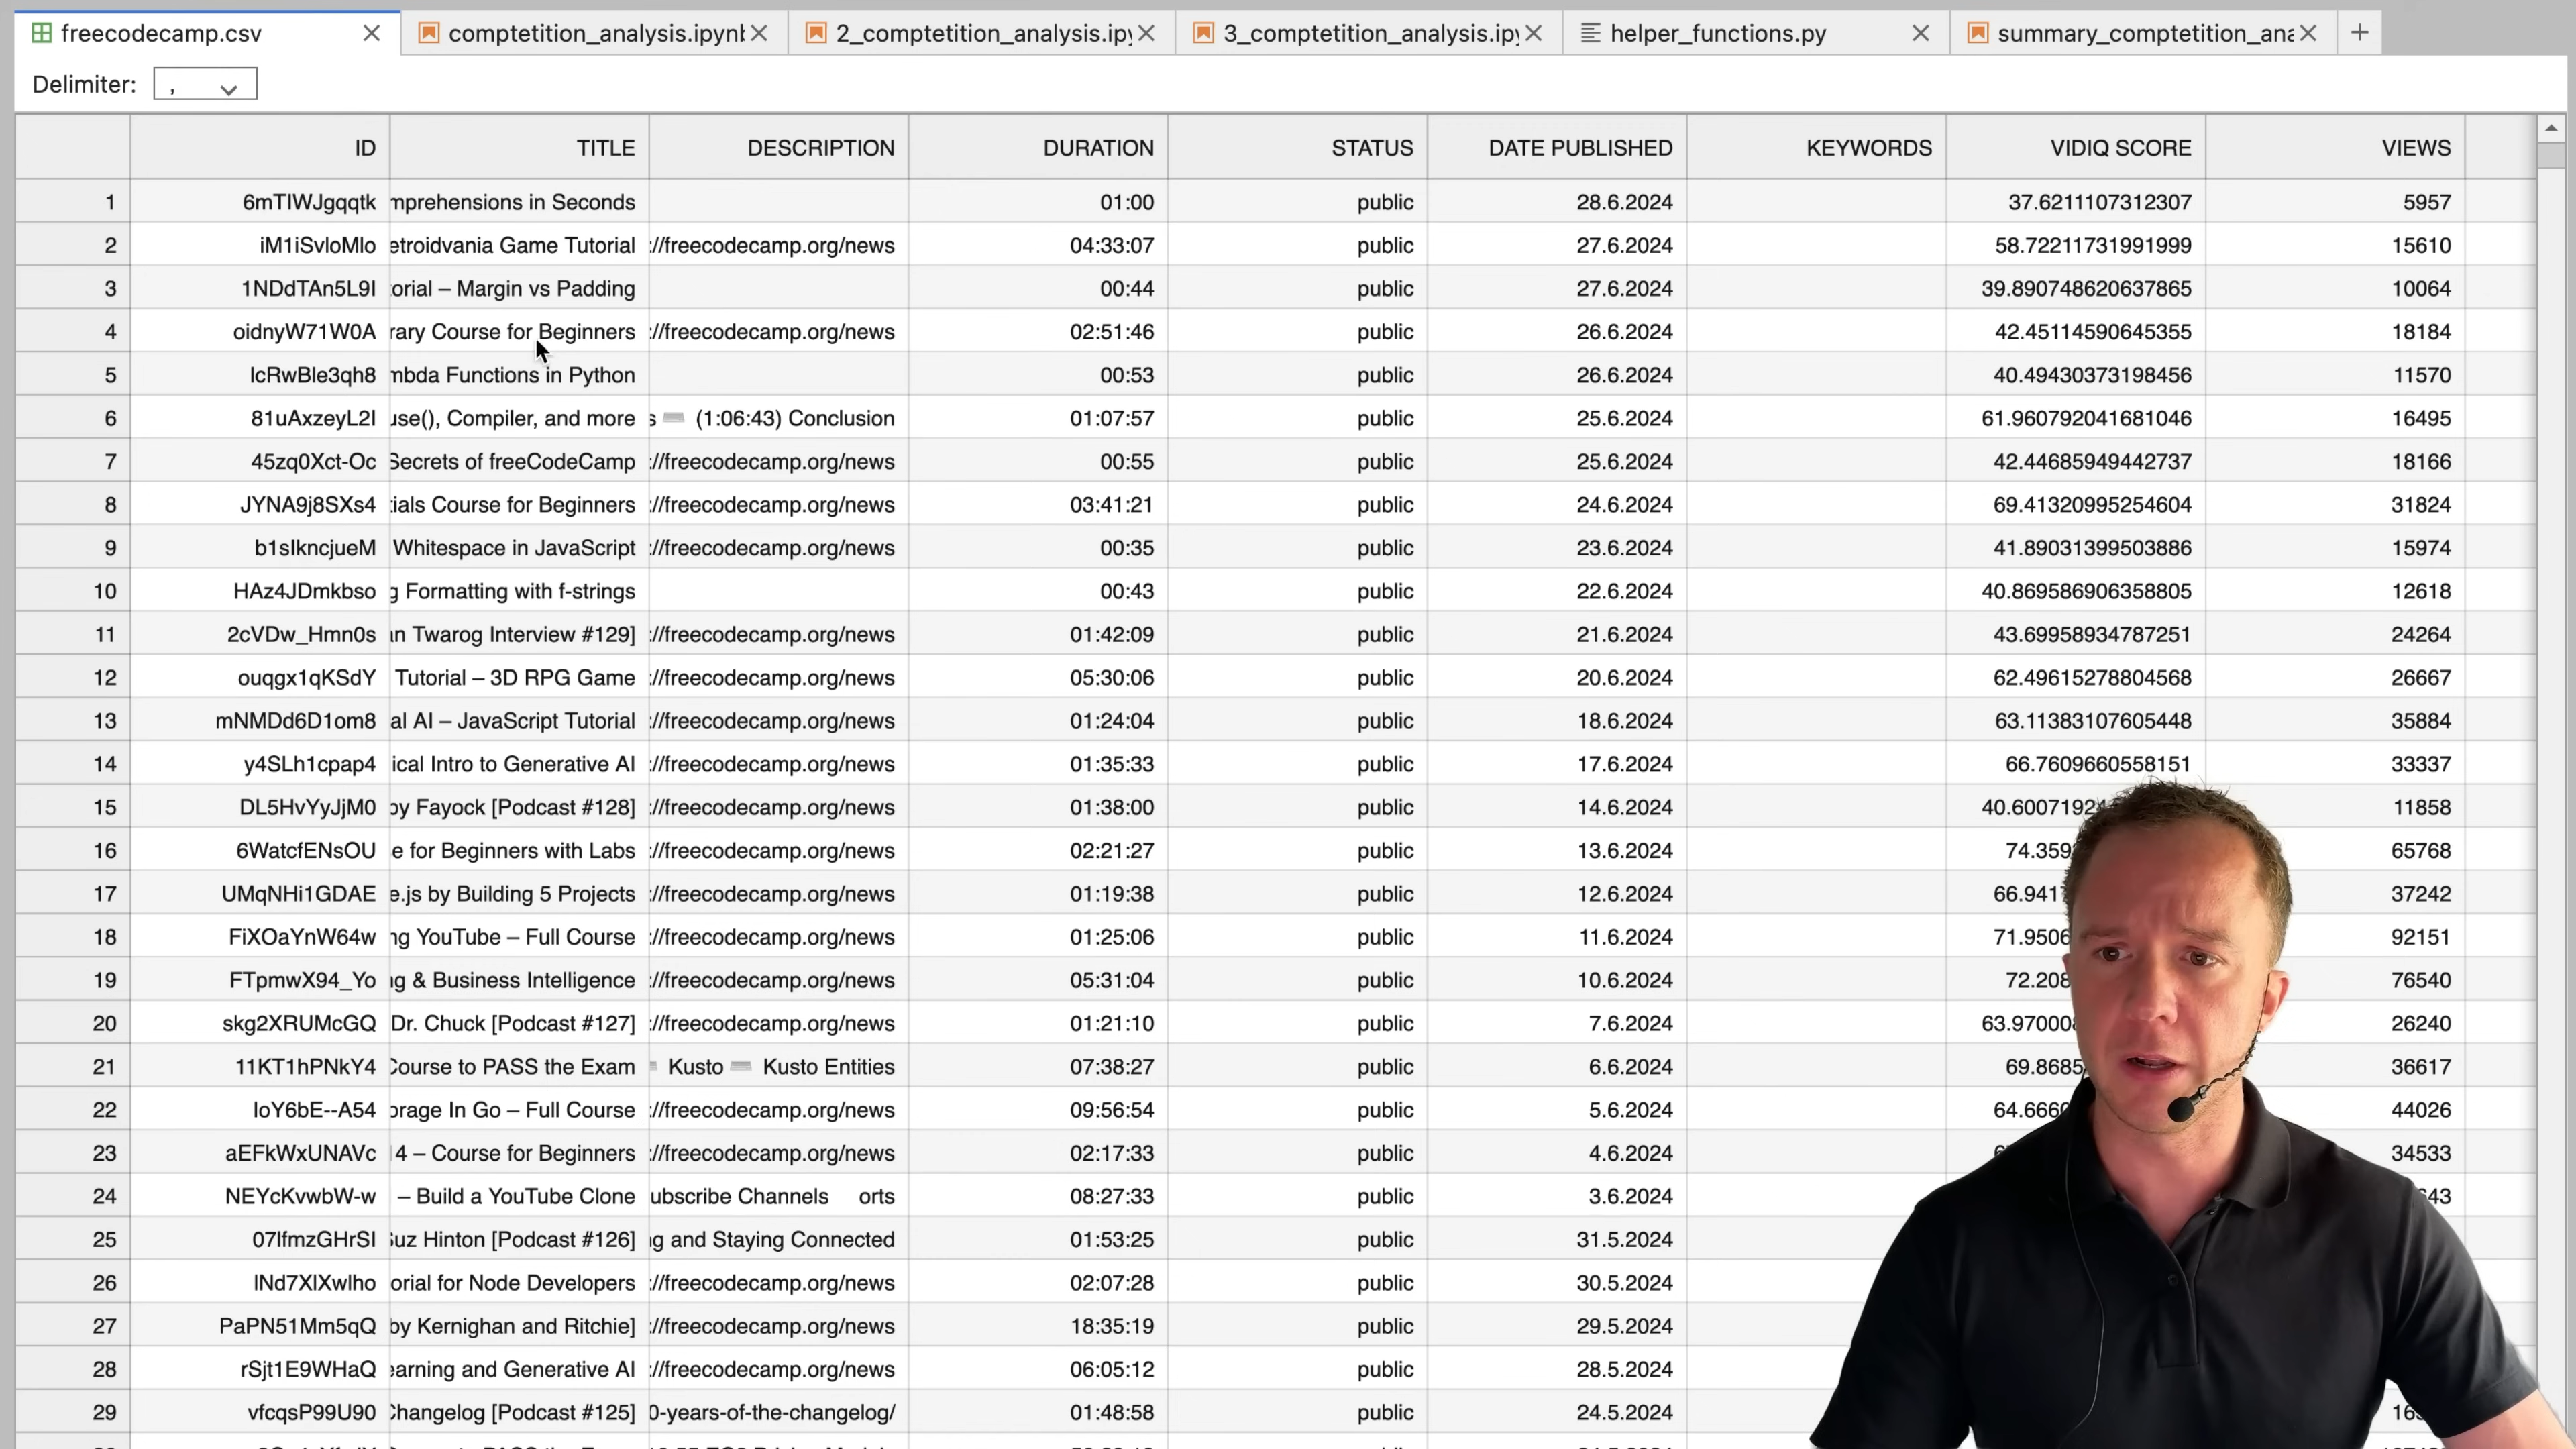 freecodecamp.csv comptetition_analysis.ipynb 2_comptetition_analysis.ipy 3_comptetition_analysis.ipy helper_functions.py summary_comptetition_ana
Delimiter: ,
ID TITLE DESCRIPTION DURATION STATUS DATE PUBLISHED KEYWORDS VIDIQ SCORE VIEWS
1 6mTIWJgqqtk mprehensions in Seconds 01:00 public 28.6.2024 37.6211107312307 5957
2 iM1iSvloMlo etroidvania Game Tutorial ://freecodecamp.org/news 04:33:07 public 27.6.2024 58.72211731991999 15610
3 1NDdTAn5L9I orial – Margin vs Padding 00:44 public 27.6.2024 39.890748620637865 10064
4 oidnyW71W0A rary Course for Beginners ://freecodecamp.org/news 02:51:46 public 26.6.2024 42.45114590645355 18184
5 lcRwBle3qh8 mbda Functions in Python 00:53 public 26.6.2024 40.49430373198456 11570
6 81uAxzeyL2I use(), Compiler, and more s (1:06:43) Conclusion 01:07:57 public 25.6.2024 61.960792041681046 16495
7 45zq0Xct-Oc Secrets of freeCodeCamp ://freecodecamp.org/news 00:55 public 25.6.2024 42.44685949442737 18166
8 JYNA9j8SXs4 tials Course for Beginners ://freecodecamp.org/news 03:41:21 public 24.6.2024 69.41320995254604 31824
9 b1slkncjueM Whitespace in JavaScript ://freecodecamp.org/news 00:35 public 23.6.2024 41.89031399503886 15974
10 HAz4JDmkbso g Formatting with f-strings 00:43 public 22.6.2024 40.869586906358805 12618
11 2cVDw_Hmn0s an Twarog Interview #129] ://freecodecamp.org/news 01:42:09 public 21.6.2024 43.69958934787251 24264
12 ouqgx1qKSdY Tutorial – 3D RPG Game ://freecodecamp.org/news 05:30:06 public 20.6.2024 62.49615278804568 26667
13 mNMDd6D1om8 al AI – JavaScript Tutorial ://freecodecamp.org/news 01:24:04 public 18.6.2024 63.11383107605448 35884
14 y4SLh1cpap4 ical Intro to Generative AI ://freecodecamp.org/news 01:35:33 public 17.6.2024 66.7609660558151 33337
15 DL5HvYyJjM0 by Fayock [Podcast #128] ://freecodecamp.org/news 01:38:00 public 14.6.2024 40.6007192 11858
16 6WatcfENsOU e for Beginners with Labs ://freecodecamp.org/news 02:21:27 public 13.6.2024 74.359 65768
17 UMqNHi1GDAE e.js by Building 5 Projects ://freecodecamp.org/news 01:19:38 public 12.6.2024 66.941 37242
18 FiXOaYnW64w ng YouTube – Full Course ://freecodecamp.org/news 01:25:06 public 11.6.2024 71.9506 92151
19 FTpmwX94_Yo ng & Business Intelligence ://freecodecamp.org/news 05:31:04 public 10.6.2024 72.208 76540
20 skg2XRUMcGQ Dr. Chuck [Podcast #127] ://freecodecamp.org/news 01:21:10 public 7.6.2024 63.97000 26240
21 11KT1hPNkY4 Course to PASS the Exam Kusto Kusto Entities 07:38:27 public 6.6.2024 69.8685 36617
22 IoY6bE--A54 orage In Go – Full Course ://freecodecamp.org/news 09:56:54 public 5.6.2024 64.6660 44026
23 aEFkWxUNAVc 4 – Course for Beginners ://freecodecamp.org/news 02:17:33 public 4.6.2024 34533
24 NEYcKvwbW-w – Build a YouTube Clone ubscribe Channels orts 08:27:33 public 3.6.2024 643
25 07lfmzGHrSI Suz Hinton [Podcast #126] ng and Staying Connected 01:53:25 public 31.5.2024
26 lNd7XlXwlho orial for Node Developers ://freecodecamp.org/news 02:07:28 public 30.5.2024
27 PaPN51Mm5qQ by Kernighan and Ritchie] ://freecodecamp.org/news 18:35:19 public 29.5.2024
28 rSjt1E9WHaQ earning and Generative AI ://freecodecamp.org/news 06:05:12 public 28.5.2024
29 vfcqsP99U90 Changelog [Podcast #125] 0-years-of-the-changelog/ 01:48:58 public 24.5.2024 16